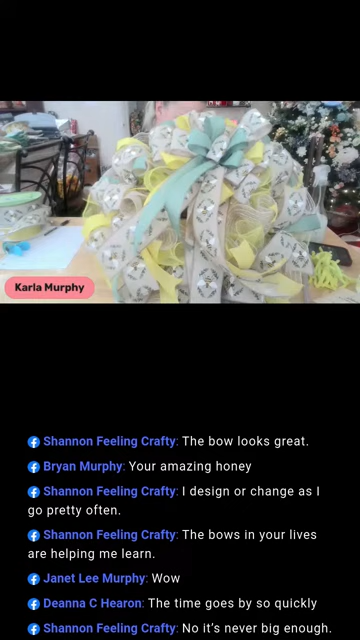 Karla Murphy
Shannon Feeling Crafty: The bow looks great.
Bryan Murphy: Your amazing honey
Shannon Feeling Crafty: I design or change as I
go pretty often.
Shannon Feeling Crafty: The bows in your lives
are helping me learn.
Janet Lee Murphy: Wow
Deanna C Hearon: The time goes by so quickly
Shannon Feeling Crafty: No it’s never big enough.